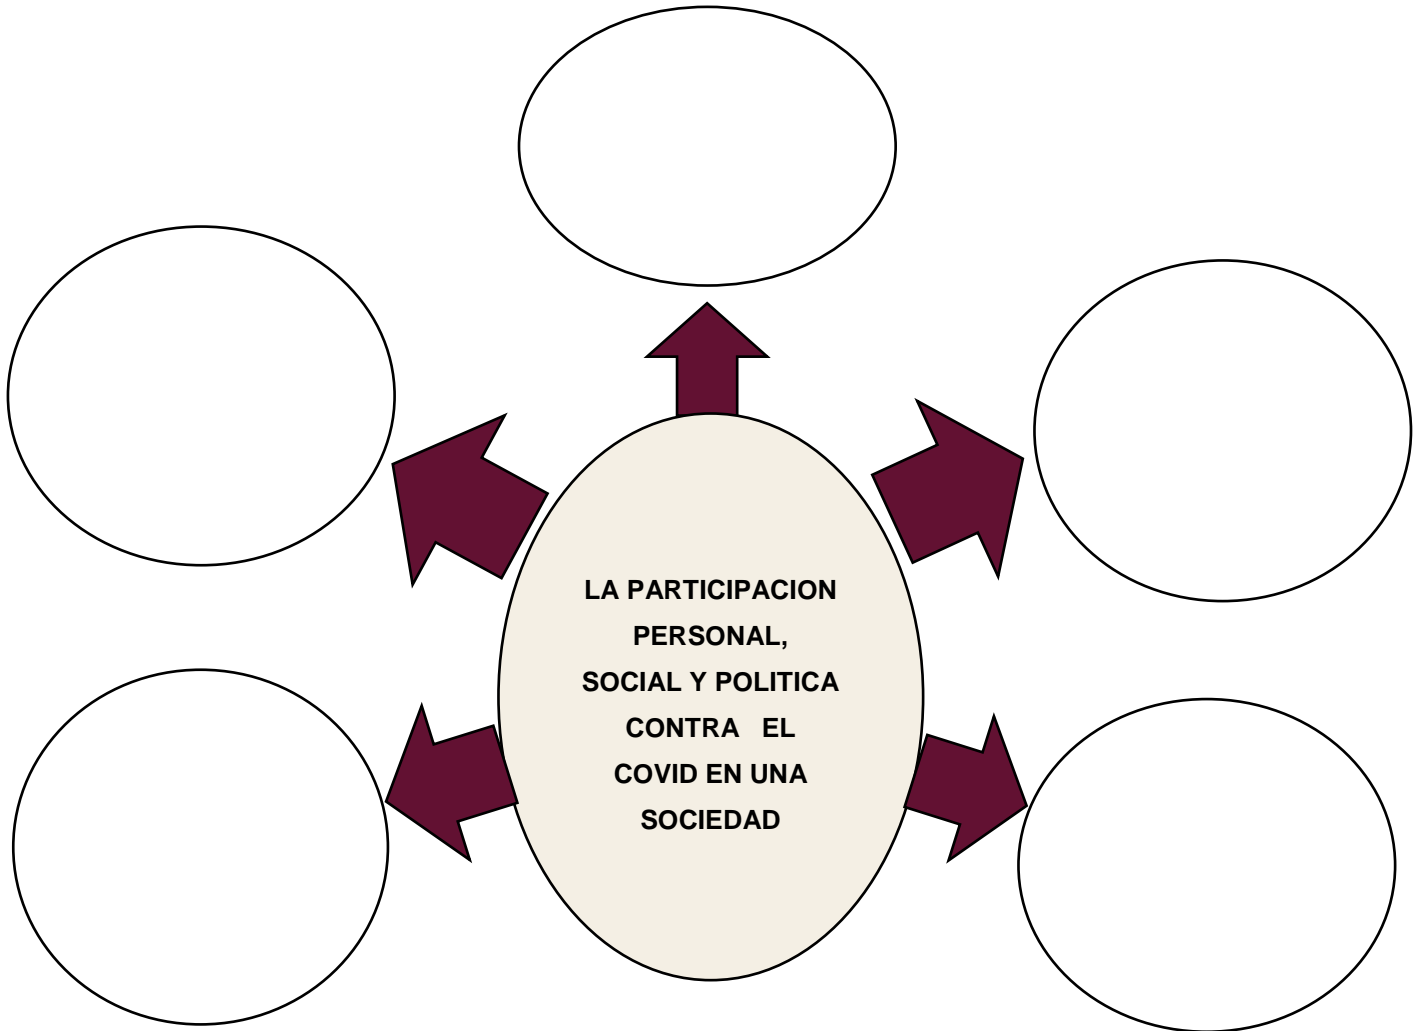 LA PARTICIPACION
PERSONAL,
SOCIAL Y POLITICA
CONTRA EL
COVID EN UNA
SOCIEDAD